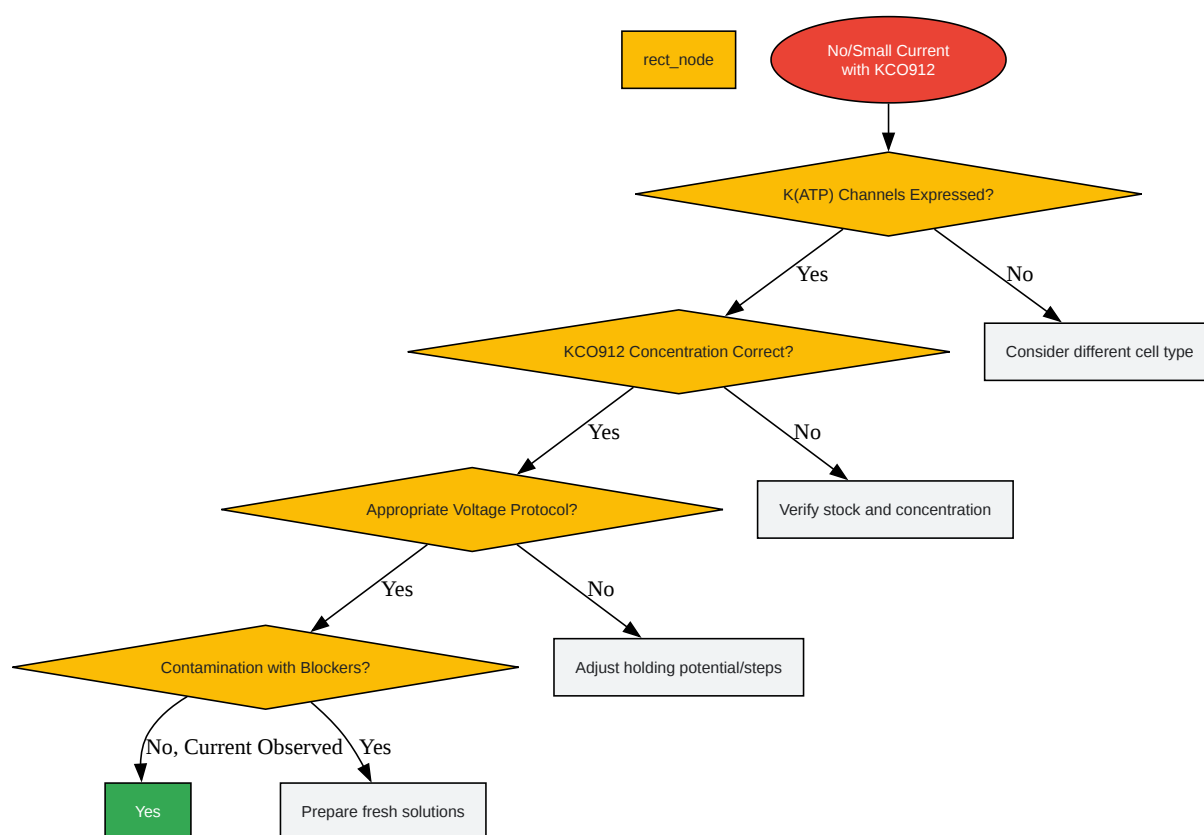 rect_node
No/Small Current
with KCO912
K(ATP) Channels Expressed?
Yes
No
KCO912 Concentration Correct?
Consider different cell type
Yes
No
Appropriate Voltage Protocol?
Verify stock and concentration
Yes
No
Contamination with Blockers?
Adjust holding potential/steps
No, Current Observed
Yes
Yes
Prepare fresh solutions